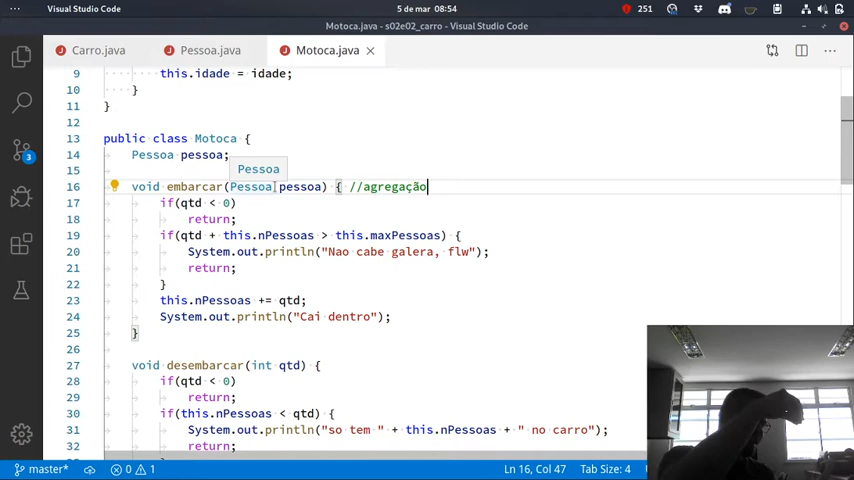 Visual Studio Code
5 de mar 08:54
251
Motoca.java - s02e02_carro - Visual Studio Code
Carro.java
Pessoa.java
Motoca.java
9 this.idade = idade;
10 }
11 }
12
13 public class Motoca {
14 Pessoa pessoa;
15
Pessoa
16 void embarcar(Pessoa pessoa) { //agregação
17 if(qtd < 0)
18 return;
19 if(qtd + this.nPessoas > this.maxPessoas) {
20 System.out.println("Nao cabe galera, flw");
21 return;
22 }
23 this.nPessoas += qtd;
24 System.out.println("Cai dentro");
25 }
26
27 void desembarcar(int qtd) {
28 if(qtd < 0)
29 return;
30 if(this.nPessoas < qtd) {
31 System.out.println("so tem " + this.nPessoas + " no carro");
32 return;
3
master*
0
1
Ln 16, Col 47
Tab Size: 4